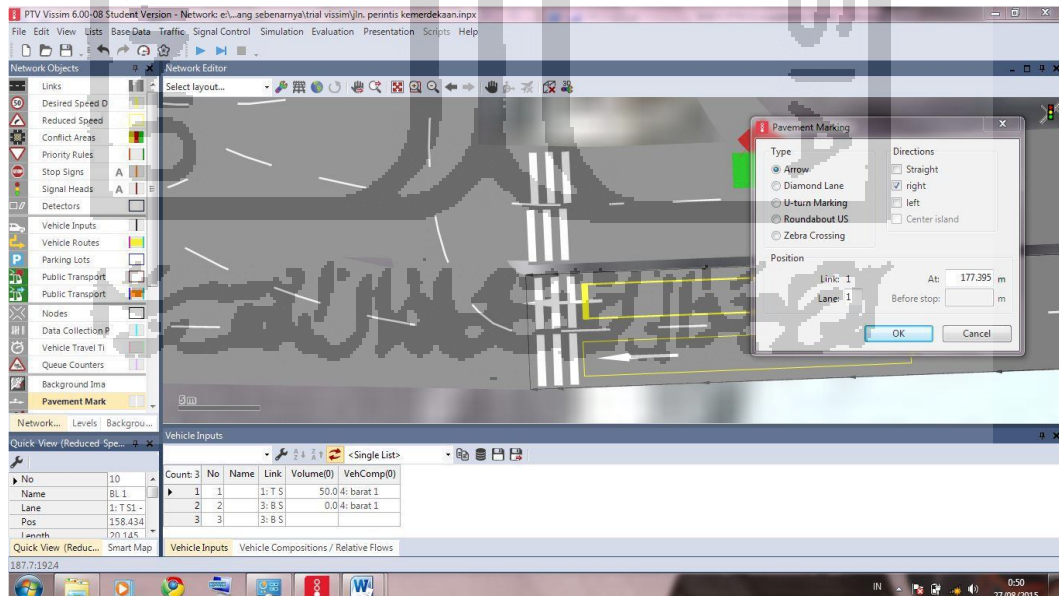 PTV Vissim 6.00-08 Student Version - Network: e:\...ang sebenarnya\trial vissim\jln. perintis kemerdekaan.inpx
File Edit View Lists Base Data Traffic Signal Control Simulation Evaluation Presentation Scripts Help
Network Objects
Network Editor
Select layout...
Links
Desired Speed D
Reduced Speed
Conflict Areas
Priority Rules
Stop Signs A
Signal Heads A
Detectors
Vehicle Inputs
Vehicle Routes
Parking Lots
Public Transport
Public Transport
Nodes
Data Collection P
Vehicle Travel Ti
Queue Counters
Background Ima
Pavement Mark
Network... Levels Backgrou...
5 m
Pavement Marking
Type
Arrow
Diamond Lane
U-turn Marking
Roundabout US
Zebra Crossing
Directions
Straight
right
left
Center island
Position
Link: 1 At: 177.395 m
Lane: 1 Before stop: m
OK Cancel
Quick View (Reduced Spe...
No 10
Name BL 1
Lane 1: T S1 -
Pos 158.434
Length 20.145
Quick View (Reduc... Smart Map
Vehicle Inputs
<Single List>
Count: 3 No Name Link Volume(0) VehComp(0)
1 1 1: T S 50.0 4: barat 1
2 2 3: B S 0.0 4: barat 1
3 3 3: B S
Vehicle Inputs Vehicle Compositions / Relative Flows
187.7:192.4
IN 0:50
27/08/2015